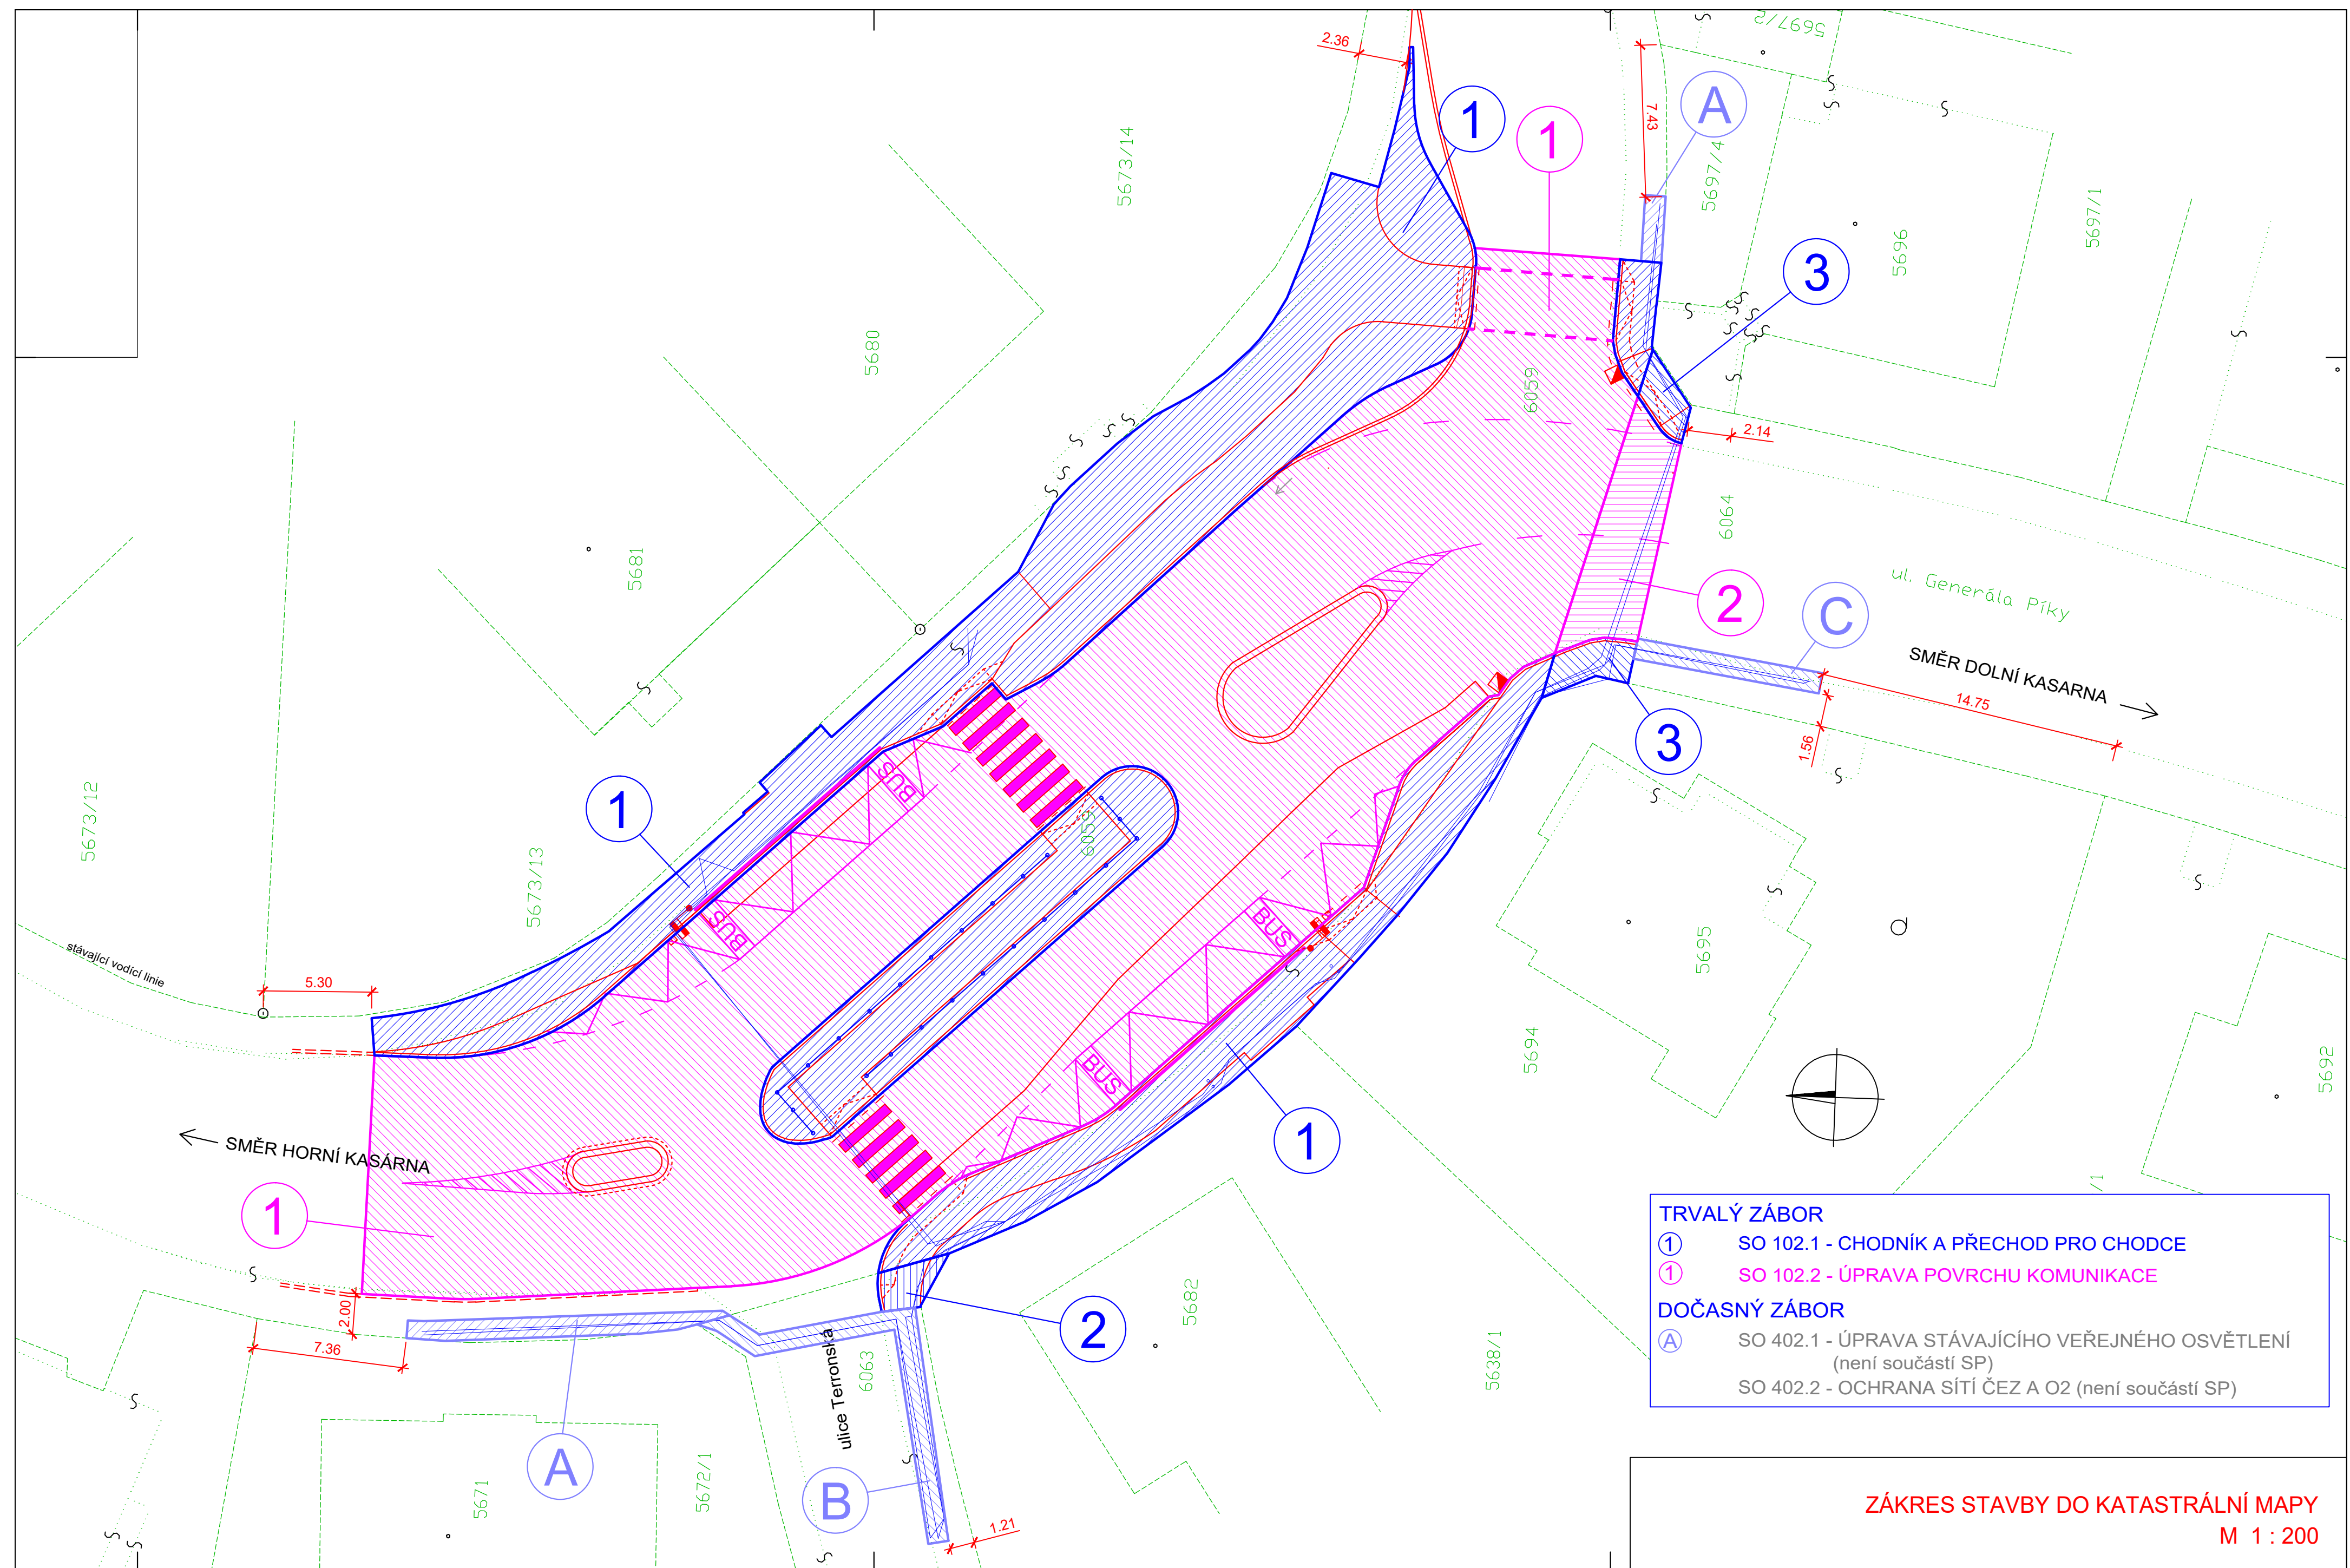 5697/2
2.36
7.43
A
1
1
5673/14
5697/4
5697/1
5696
3
5680
6059
2.14
6064
ul. Generála Píky
5681
2
C
SMĚR DOLNÍ KASARNA
14.75
1.56
3
BUS
1
6059
5673/12
5673/13
BUS
BUS
5695
stávající vodící linie
5.30
5694
BUS
5692
SMĚR HORNÍ KASÁRNA
1
1
/1
2.00
7.36
5682
2
ulice Terronská
6063
5638/1
A
B
5671
5672/1
1.21
TRVALÝ ZÁBOR
1 SO 102.1 - CHODNÍK A PŘECHOD PRO CHODCE
1 SO 102.2 - ÚPRAVA POVRCHU KOMUNIKACE
DOČASNÝ ZÁBOR
A SO 402.1 - ÚPRAVA STÁVAJÍCÍHO VEŘEJNÉHO OSVĚTLENÍ
(není součástí SP)
SO 402.2 - OCHRANA SÍTÍ ČEZ A O2 (není součástí SP)
ZÁKRES STAVBY DO KATASTRÁLNÍ MAPY
M 1 : 200